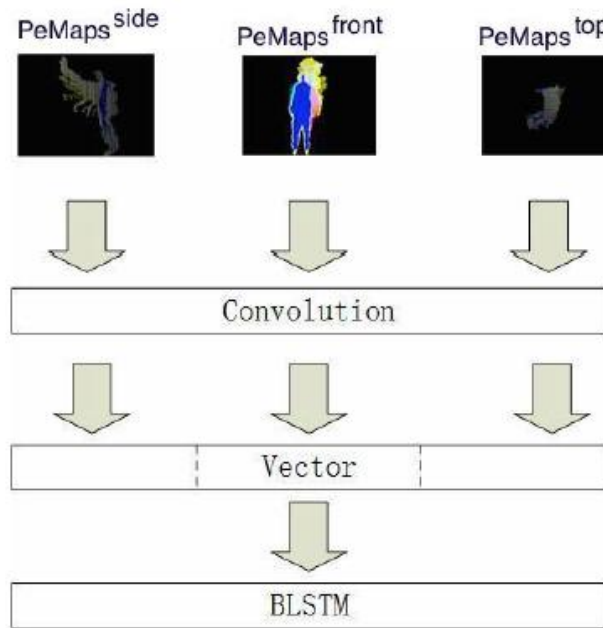 PeMaps side
PeMaps front
PeMaps top
Convolution
Vector
BLSTM